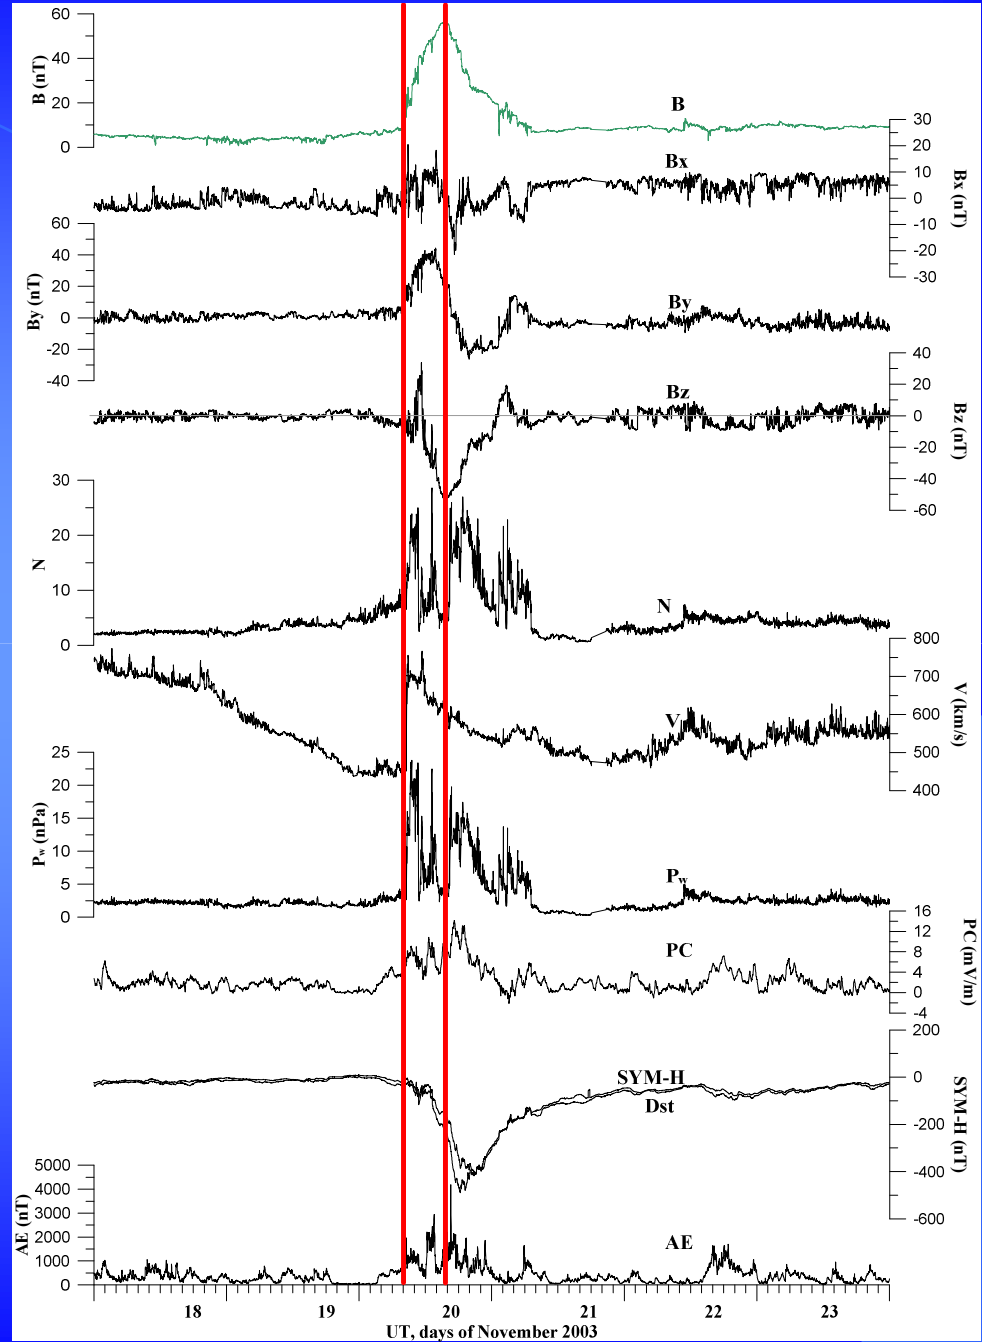 60
40
20
0
B (nT)
B
30
20
10
0
-10
-20
-30
Bx (nT)
Bx
60
40
20
0
-20
-40
By (nT)
By
40
20
0
-20
-40
-60
Bz (nT)
Bz
30
20
10
0
N
N
800
700
600
500
400
V (km/s)
V
25
20
15
10
5
0
Pw (nPa)
Pw
16
12
8
4
0
-4
PC (mV/m)
PC
200
0
-200
-400
-600
SYM-H (nT)
SYM-H
Dst
5000
4000
3000
2000
1000
0
AE (nT)
AE
18 19 20 21 22 23
UT, days of November 2003